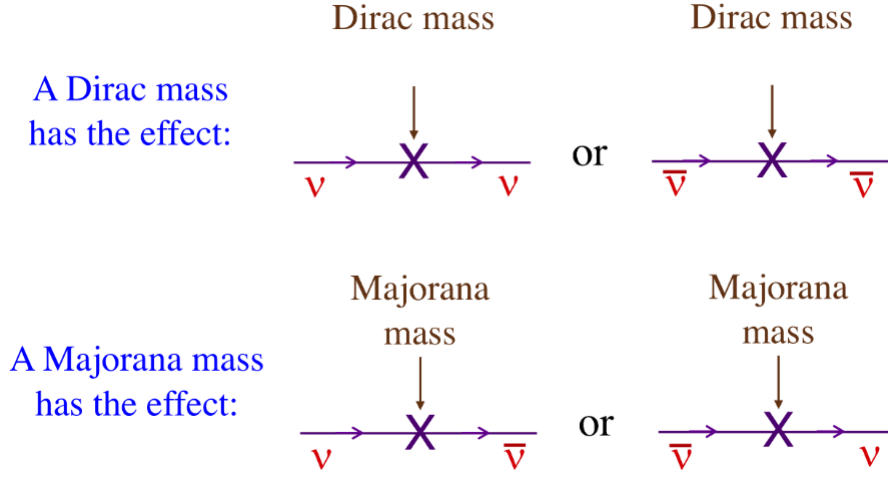 Dirac mass
Dirac mass
A Dirac mass
has the effect:
X
or
X
ν
ν
ν̅
ν̅
Majorana
mass
Majorana
mass
A Majorana mass
has the effect:
X
or
X
ν
ν̅
ν̅
ν